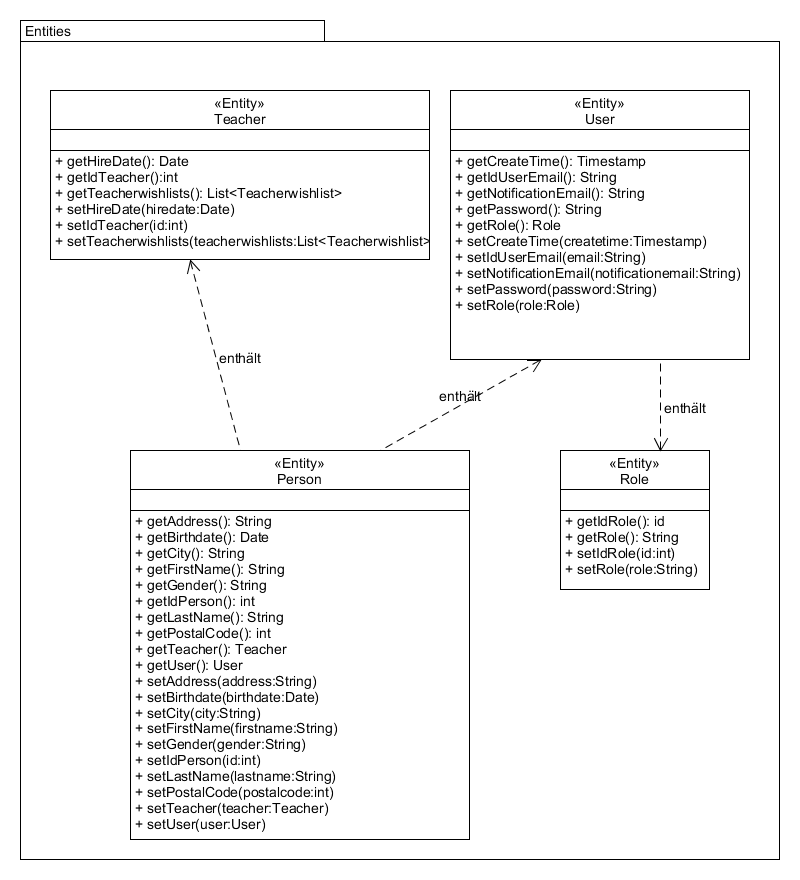 Entities
«Entity»
Teacher
+ getHireDate(): Date
+ getIdTeacher():int
+ getTeacherwishlists(): List<Teacherwishlist>
+ setHireDate(hiredate:Date)
+ setIdTeacher(id:int)
+ setTeacherwishlists(teacherwishlists:List<Teacherwishlist>
«Entity»
User
+ getCreateTime(): Timestamp
+ getIdUserEmail(): String
+ getNotificationEmail(): String
+ getPassword(): String
+ getRole(): Role
+ setCreateTime(createtime:Timestamp)
+ setIdUserEmail(email:String)
+ setNotificationEmail(notificationemail:String)
+ setPassword(password:String)
+ setRole(role:Role)
enthält
enthält
enthält
«Entity»
Person
+ getAddress(): String
+ getBirthdate(): Date
+ getCity(): String
+ getFirstName(): String
+ getGender(): String
+ getIdPerson(): int
+ getLastName(): String
+ getPostalCode(): int
+ getTeacher(): Teacher
+ getUser(): User
+ setAddress(address:String)
+ setBirthdate(birthdate:Date)
+ setCity(city:String)
+ setFirstName(firstname:String)
+ setGender(gender:String)
+ setIdPerson(id:int)
+ setLastName(lastname:String)
+ setPostalCode(postalcode:int)
+ setTeacher(teacher:Teacher)
+ setUser(user:User)
«Entity»
Role
+ getIdRole(): id
+ getRole(): String
+ setIdRole(id:int)
+ setRole(role:String)